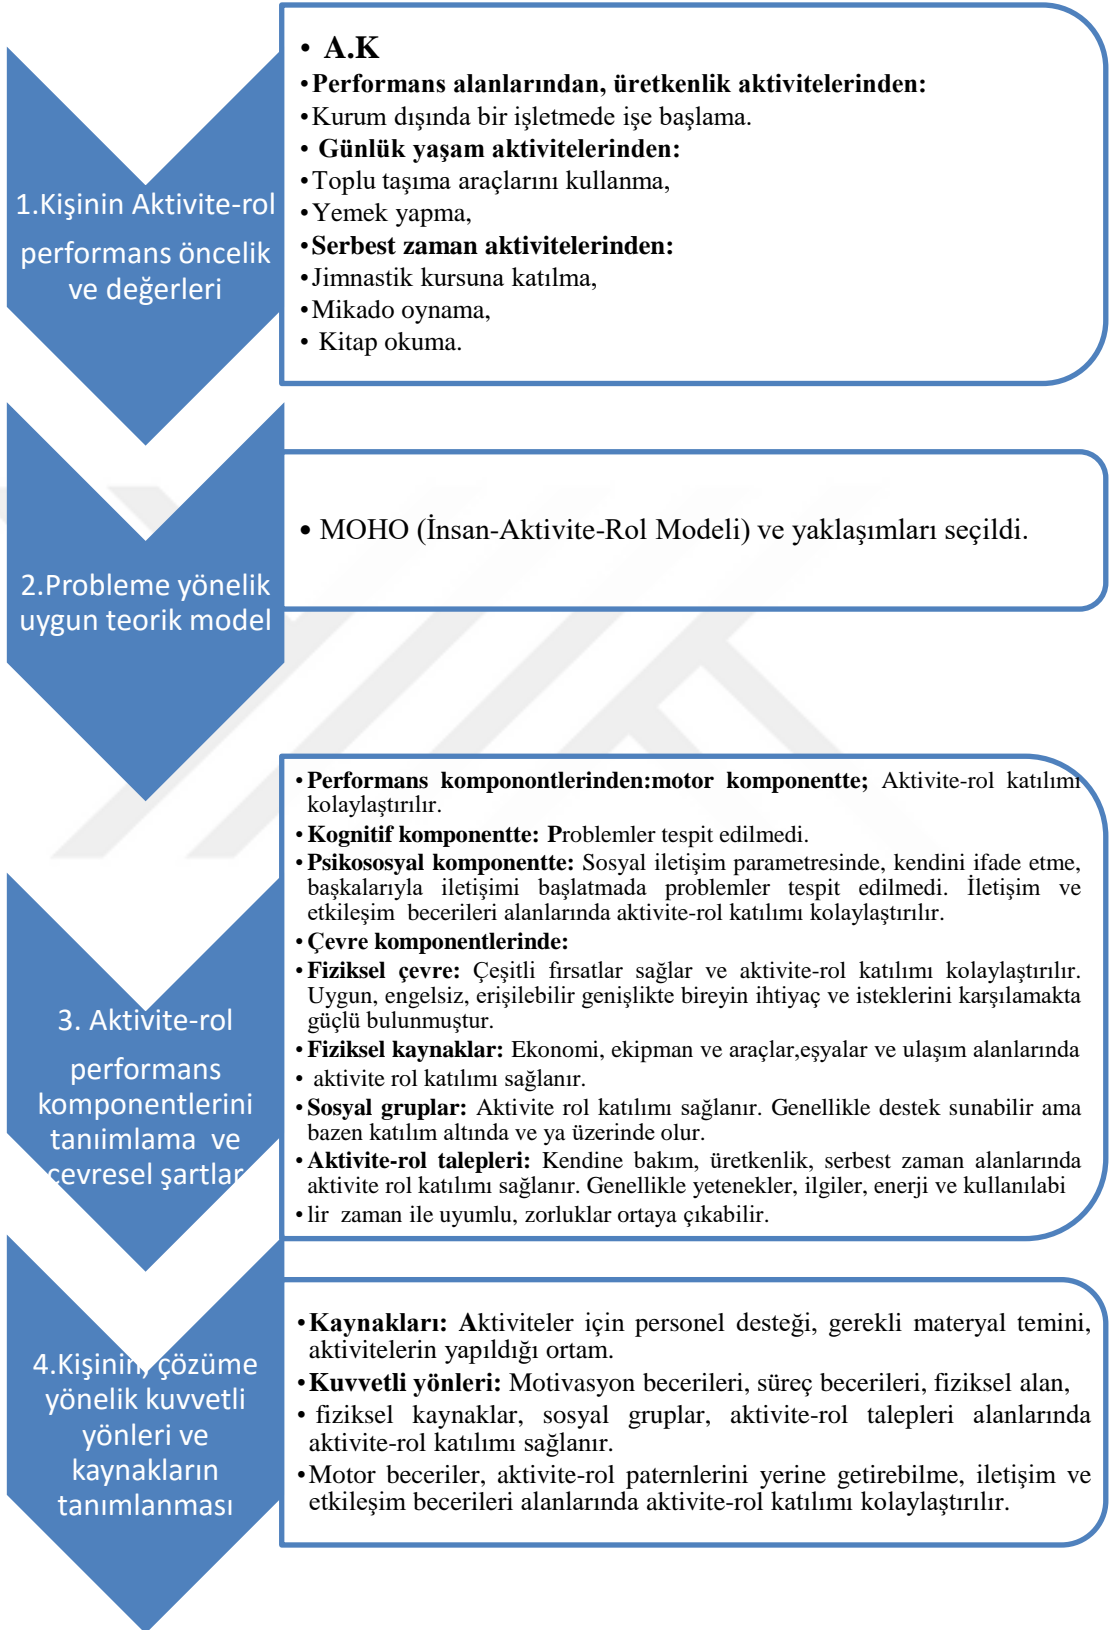 • A.K
•Performans alanlarından, üretkenlik aktivitelerinden:
•Kurum dışında bir işletmede işe başlama.
• Günlük yaşam aktivitelerinden:
•Toplu taşıma araçlarını kullanma,
•Yemek yapma,
•Serbest zaman aktivitelerinden:
•Jimnastik kursuna katılma,
•Mikado oynama,
• Kitap okuma.
1.Kişinin Aktivite-rol
performans öncelik
ve değerleri
• MOHO (İnsan-Aktivite-Rol Modeli) ve yaklaşımları seçildi.
2.Probleme yönelik
uygun teorik model
•Performans komponontlerinden:motor komponentte; Aktivite-rol katılımı
kolaylaştırılır.
•Kognitif komponentte: Problemler tespit edilmedi.
•Psikososyal komponentte: Sosyal iletişim parametresinde, kendini ifade etme,
başkalarıyla iletişimi başlatmada problemler tespit edilmedi. İletişim ve
etkileşim becerileri alanlarında aktivite-rol katılımı kolaylaştırılır.
•Çevre komponentlerinde:
•Fiziksel çevre: Çeşitli fırsatlar sağlar ve aktivite-rol katılımı kolaylaştırılır.
Uygun, engelsiz, erişilebilir genişlikte bireyin ihtiyaç ve isteklerini karşılamakta
güçlü bulunmuştur.
•Fiziksel kaynaklar: Ekonomi, ekipman ve araçlar,eşyalar ve ulaşım alanlarında
• aktivite rol katılımı sağlanır.
•Sosyal gruplar: Aktivite rol katılımı sağlanır. Genellikle destek sunabilir ama
bazen katılım altında ve ya üzerinde olur.
•Aktivite-rol talepleri: Kendine bakım, üretkenlik, serbest zaman alanlarında
aktivite rol katılımı sağlanır. Genellikle yetenekler, ilgiler, enerji ve kullanılabi
•lir zaman ile uyumlu, zorluklar ortaya çıkabilir.
3. Aktivite-rol
performans
komponentlerini
tanıimlama ve
çevresel şartlar
•Kaynakları: Aktiviteler için personel desteği, gerekli materyal temini,
aktivitelerin yapıldığı ortam.
•Kuvvetli yönleri: Motivasyon becerileri, süreç becerileri, fiziksel alan,
• fiziksel kaynaklar, sosyal gruplar, aktivite-rol talepleri alanlarında
aktivite-rol katılımı sağlanır.
•Motor beceriler, aktivite-rol paternlerini yerine getirebilme, iletişim ve
etkileşim becerileri alanlarında aktivite-rol katılımı kolaylaştırılır.
4.Kişinin, çözüme
yönelik kuvvetli
yönleri ve
kaynakların
tanımlanması